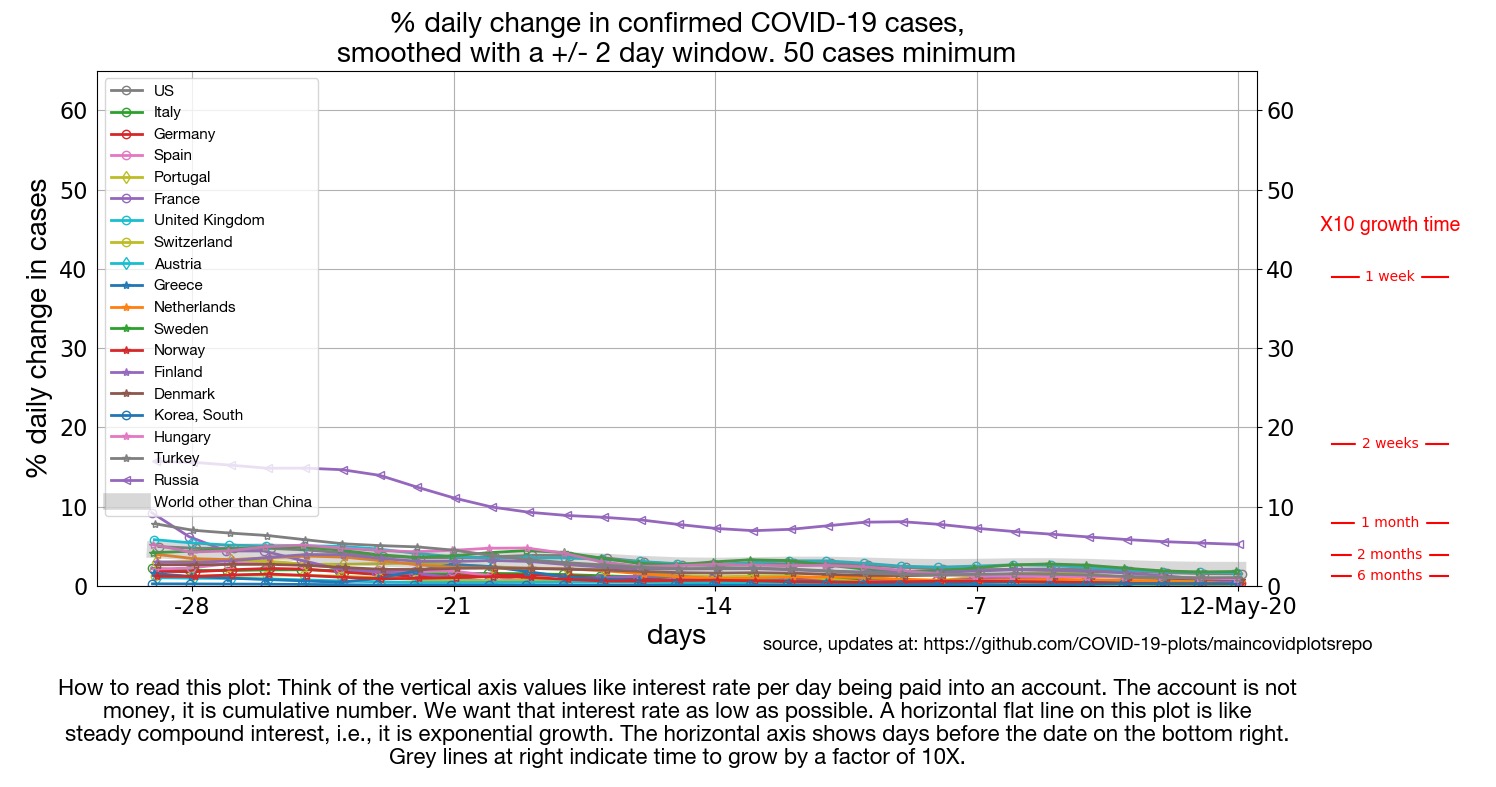 % daily change in confirmed COVID-19 cases,
smoothed with a +/- 2 day window. 50 cases minimum
% daily change in cases
60
50
40
30
20
10
0
US
Italy
Germany
Spain
Portugal
France
United Kingdom
Switzerland
Austria
Greece
Netherlands
Sweden
Norway
Finland
Denmark
Korea, South
Hungary
Turkey
Russia
World other than China
60
50
40
30
20
10
0
X10 growth time
1 week
2 weeks
1 month
2 months
6 months
-28
-21
-14
-7
12-May-20
days
source, updates at: https://github.com/COVID-19-plots/maincovidplotsrepo
How to read this plot: Think of the vertical axis values like interest rate per day being paid into an account. The account is not
money, it is cumulative number. We want that interest rate as low as possible. A horizontal flat line on this plot is like
steady compound interest, i.e., it is exponential growth. The horizontal axis shows days before the date on the bottom right.
Grey lines at right indicate time to grow by a factor of 10X.